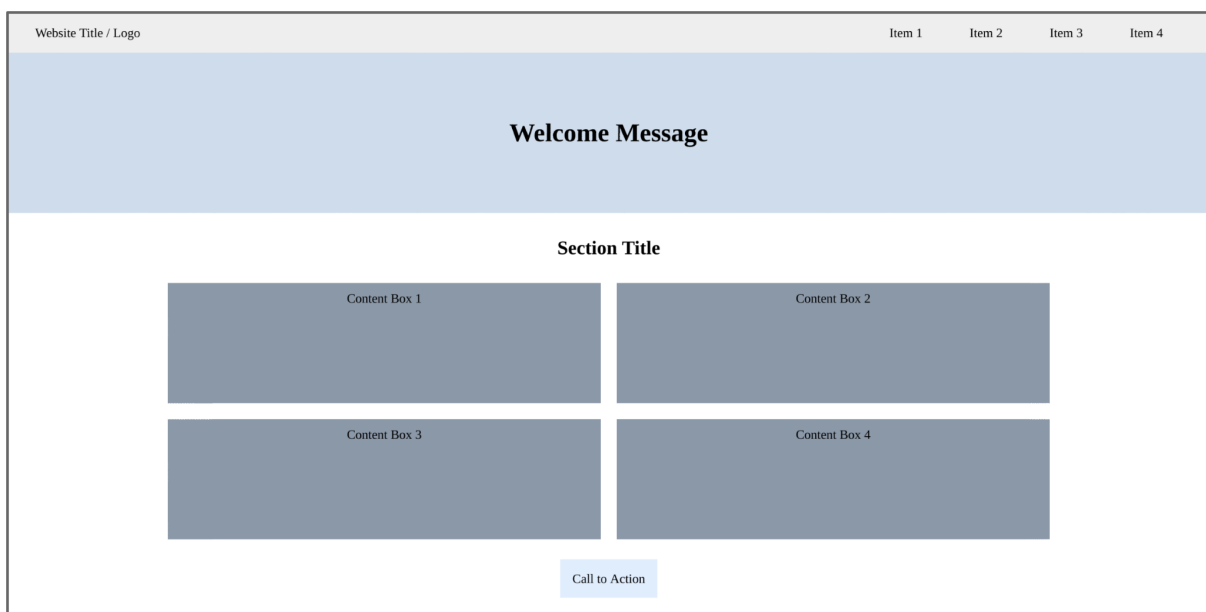 Website Title / Logo Item 1 Item 2 Item 3 Item 4
Welcome Message
Section Title
Content Box 1 Content Box 2
Content Box 3 Content Box 4
Call to Action